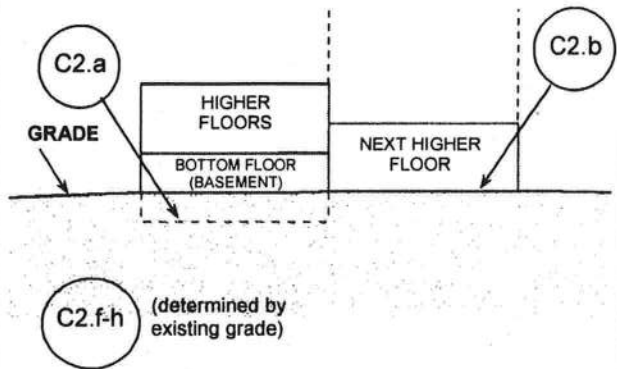 C2.a
C2.b
HIGHER
FLOORS
GRADE
NEXT HIGHER
FLOOR
BOTTOM FLOOR
(BASEMENT)
C2.f-h
(determined by
existing grade)